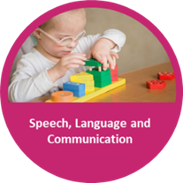 Speech, Language and
Communication